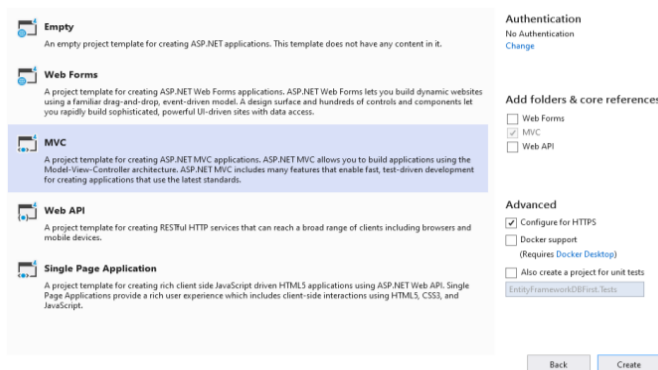 Empty
An empty project template for creating ASP.NET applications. This template does not have any content in it.
Web Forms
A project template for creating ASP.NET Web Forms applications. ASP.NET Web Forms lets you build dynamic websites
using a familiar drag-and-drop, event-driven model. A design surface and hundreds of controls and components let
you rapidly build sophisticated, powerful UI-driven sites with data access.
MVC
A project template for creating ASP.NET MVC applications. ASP.NET MVC allows you to build applications using the
Model-View-Controller architecture. ASP.NET MVC includes many features that enable fast, test-driven development
for creating applications that use the latest standards.
Web API
A project template for creating RESTful HTTP services that can reach a broad range of clients including browsers and
mobile devices.
Single Page Application
A project template for creating rich client side JavaScript driven HTML5 applications using ASP.NET Web API. Single
Page Applications provide a rich user experience which includes client-side interactions using HTML5, CSS3, and
JavaScript.
Authentication
No Authentication
Change
Add folders & core references
Web Forms
MVC
Web API
Advanced
Configure for HTTPS
Docker support
(Requires Docker Desktop)
Also create a project for unit tests
EntityFrameworkDBFirst.Tests
Back
Create